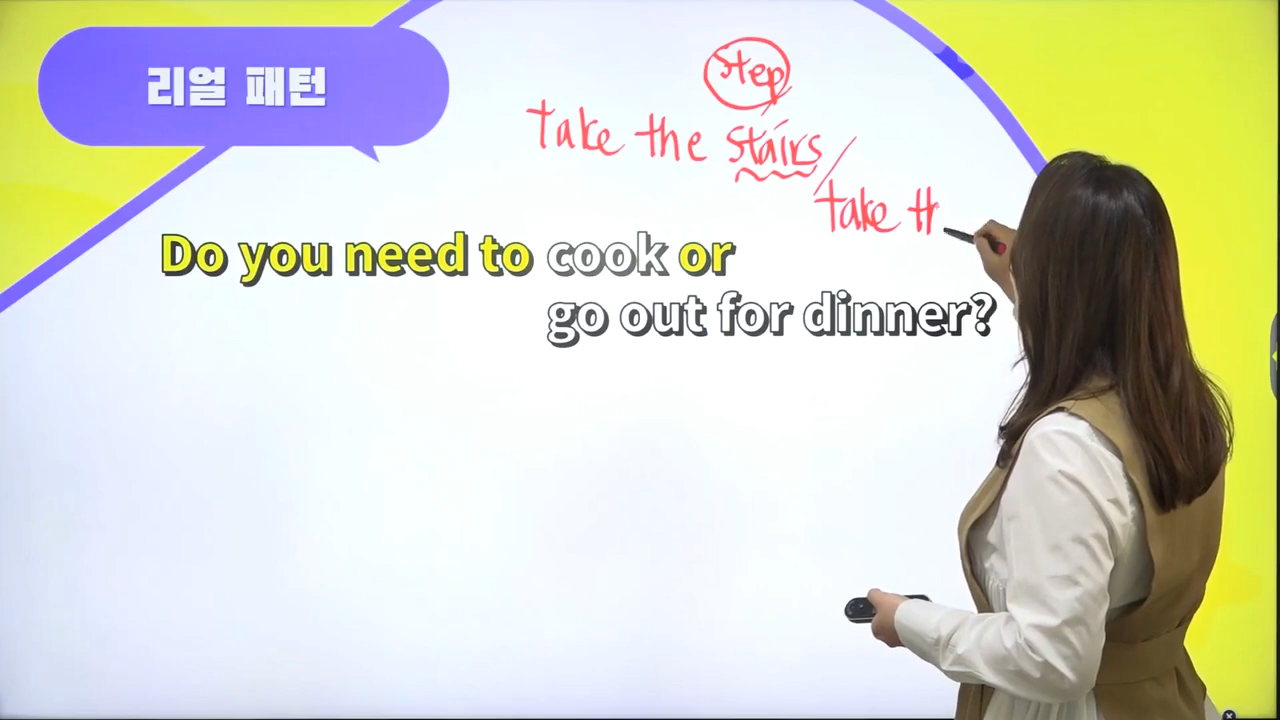 리얼 패턴
step
take the stairs /
take th
Do you need to cook or
go out for dinner?